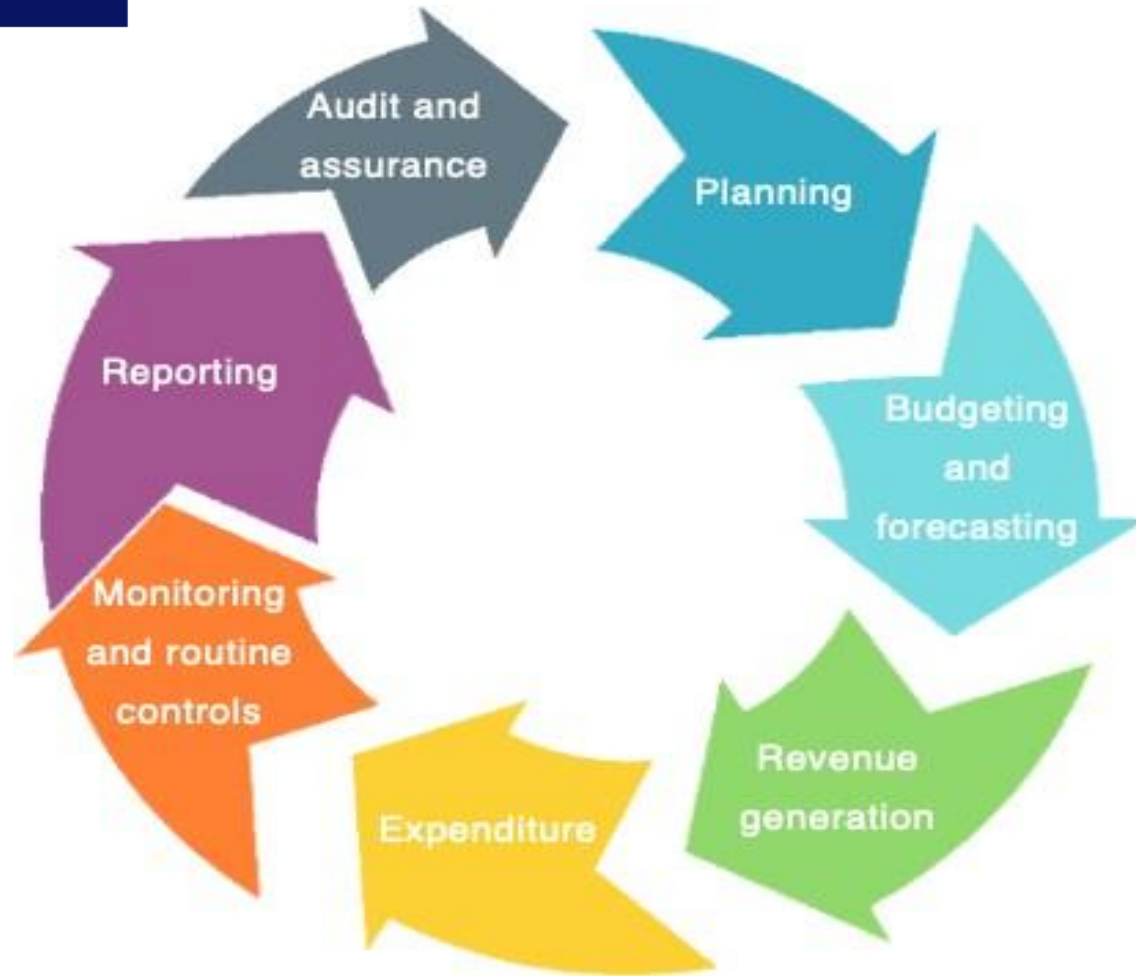 Audit and
assurance
Planning
Budgeting
and
forecasting
Revenue
generation
Expenditure
Monitoring
and routine
controls
Reporting